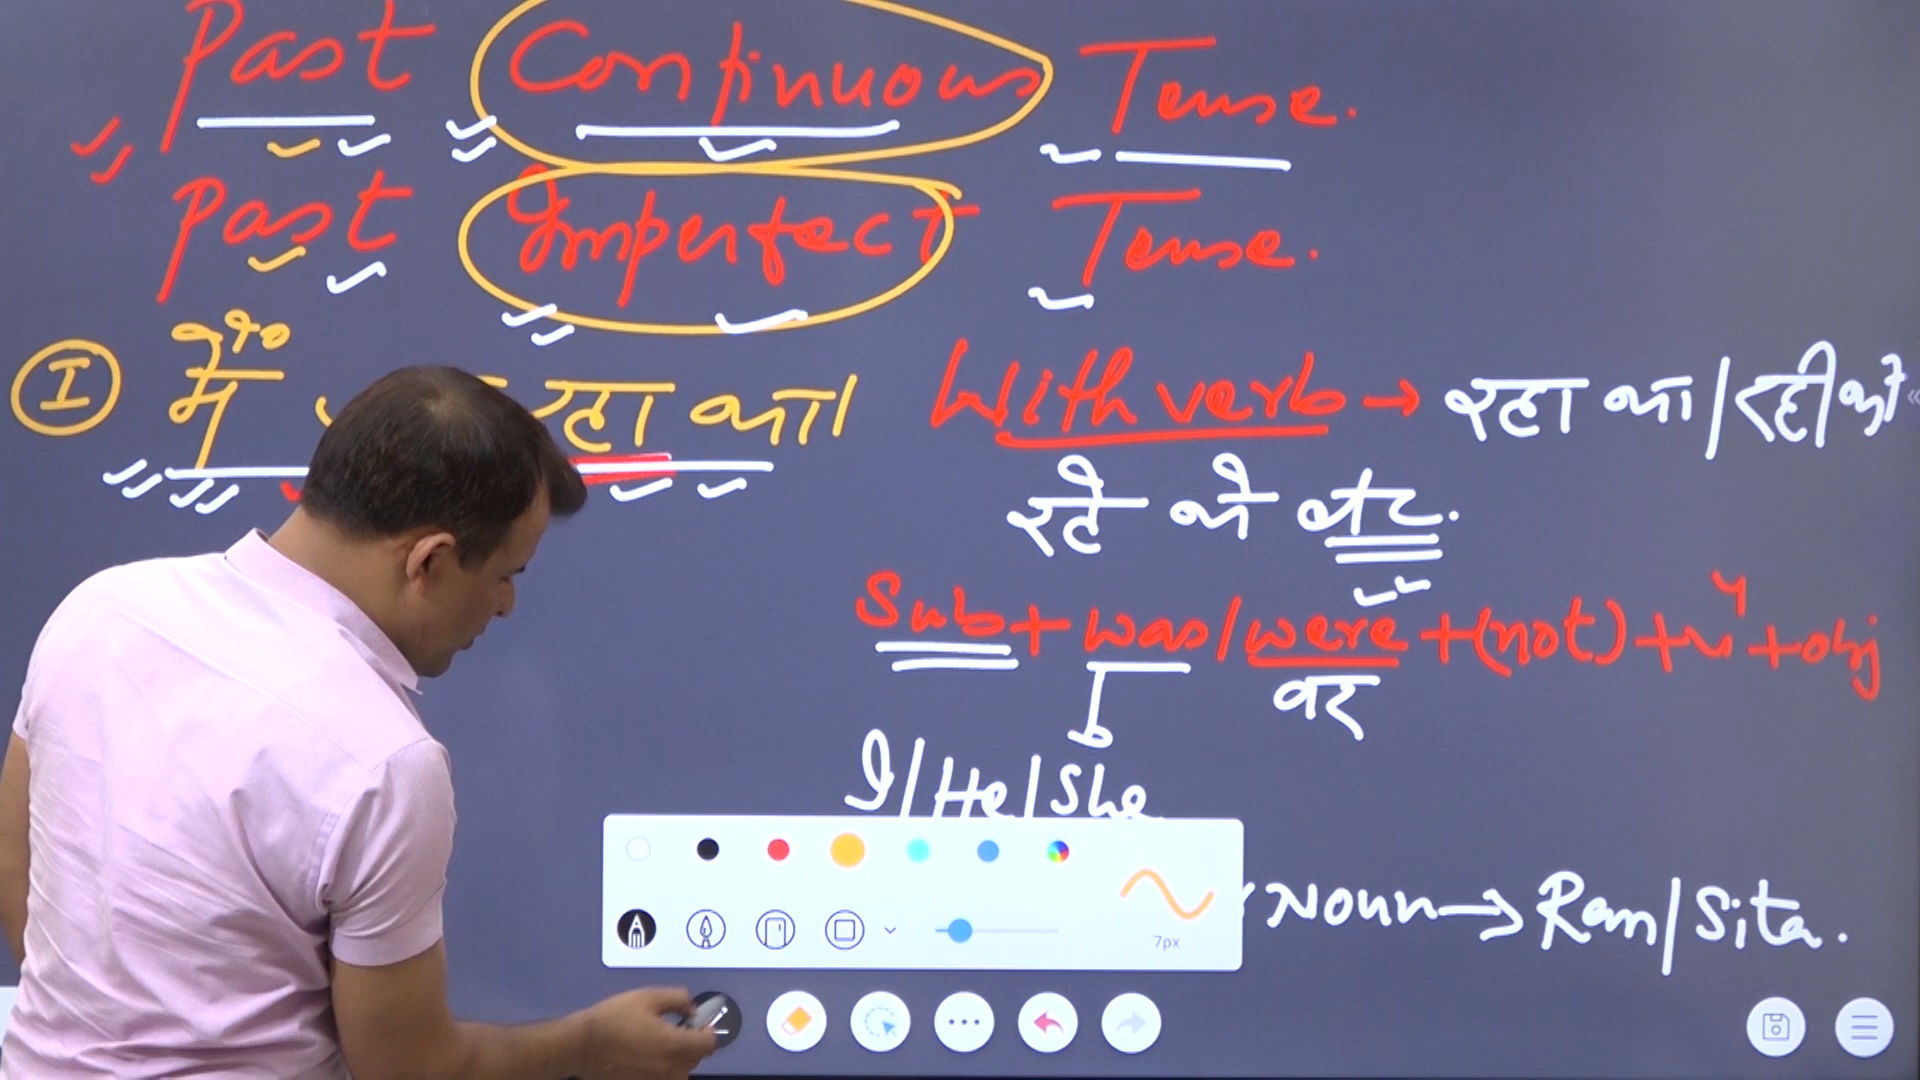 Past Continuous Tense.
Past Imperfect Tense.
I मैं रहा था।
With verb → रहा था/रही थी
रहे थे
Sub + was/were + (not) + v4 + obj
I/He/She
Noun → Ram/Sita.
7px